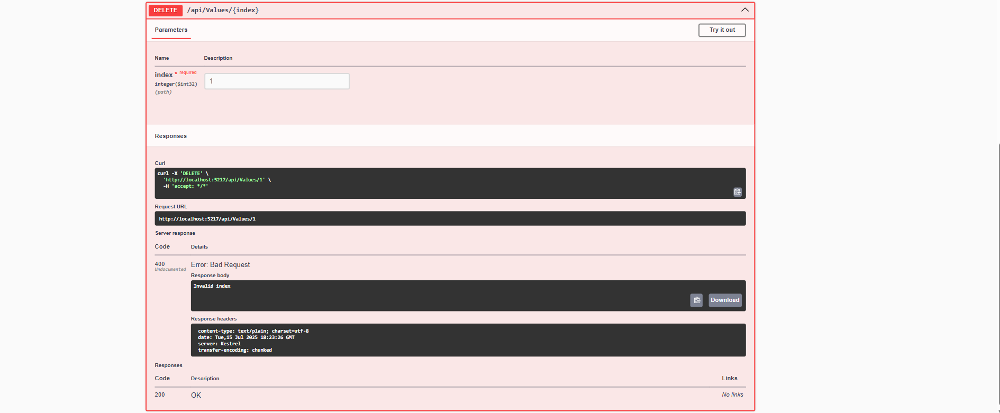 DELETE /api/Values/{index}
Parameters
Try it out
Name Description
index * required
integer($int32)
(path)
1
Responses
Curl
curl -X 'DELETE' \
'http://localhost:5217/api/Values/1' \
-H 'accept: */*'
Request URL
http://localhost:5217/api/Values/1
Server response
Code Details
400 Error: Bad Request
Undocumented
Response body
Invalid index
Download
Response headers
content-type: text/plain; charset=utf-8
date: Tue,15 Jul 2025 18:23:26 GMT
server: Kestrel
transfer-encoding: chunked
Responses
Code Description Links
200 OK No links